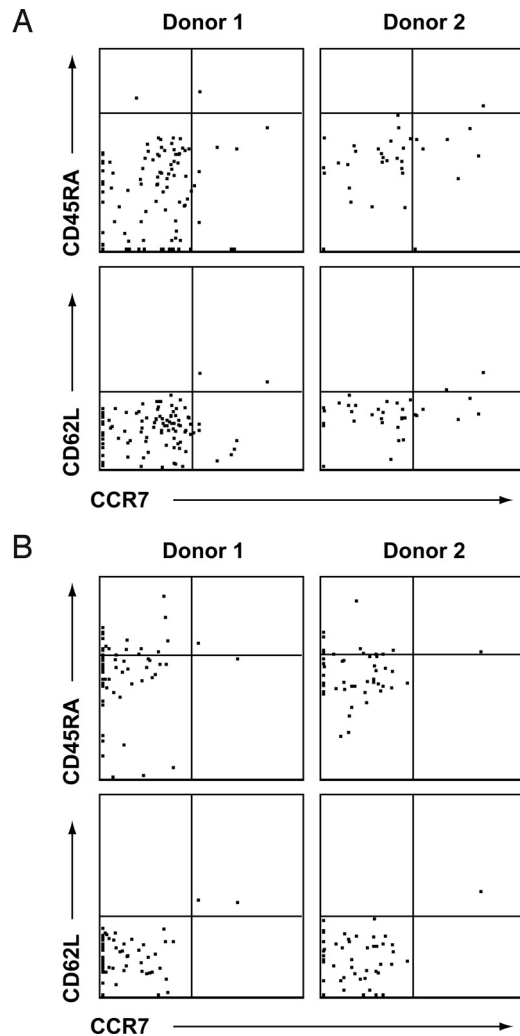 A
Donor 1 Donor 2
CD45RA
CD62L
CCR7
B
Donor 1 Donor 2
CD45RA
CD62L
CCR7